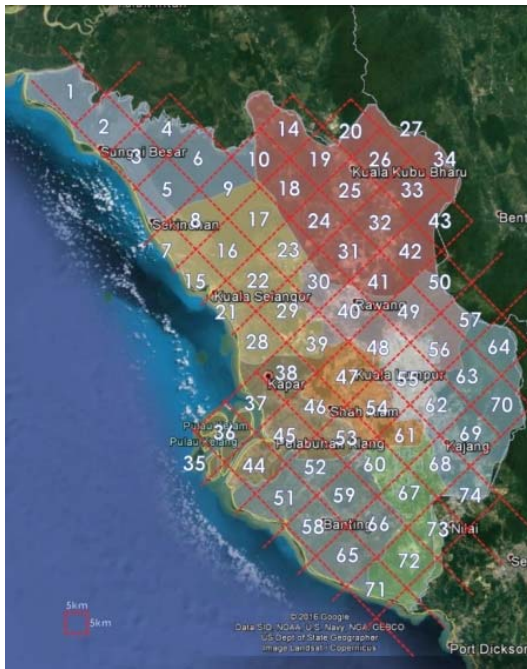 1
14 20 27
2 4
3 6 10 19 26 34
Sungai Besar
Kuala Kubu Bharu
5 9 18 25 33
8 17 24 32 43
Sekinchan
7 16 23 31 42
15 22 30 41 50
Kuala Selangor
Rawang
21 29 40 49 57
28 39 48 56 64
38 47 55 63
Kapar
Kuala Lumpur
37 46 54 62 70
Shah Alam
36 45 53 61 69
Pulau Kelang
Pelabuhan Klang
Kajang
35 44 52 60 68
51 59 67 74
58 66 73
Banting
Nilai
65 72
71
5km
5km
© 2016 Google
Data SIO, NOAA, U.S. Navy, NGA, GEBCO
US Dept of State Geographer
Image Landsat / Copernicus
Port Dickson